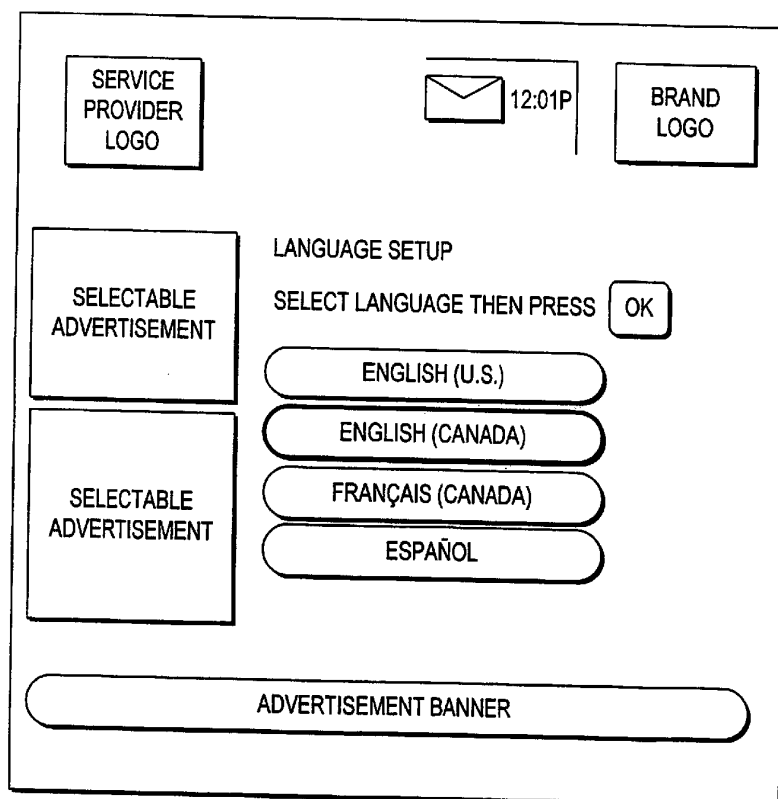 SERVICE
PROVIDER
LOGO
12:01P
BRAND
LOGO
SELECTABLE
ADVERTISEMENT
LANGUAGE SETUP
SELECT LANGUAGE THEN PRESS OK
ENGLISH (U.S.)
ENGLISH (CANADA)
FRANÇAIS (CANADA)
ESPAÑOL
SELECTABLE
ADVERTISEMENT
ADVERTISEMENT BANNER